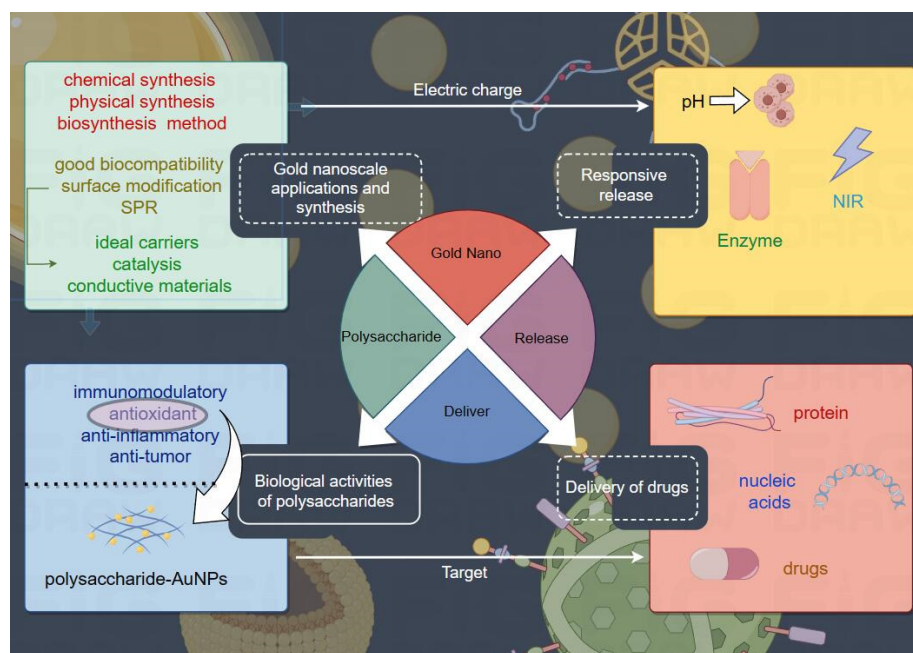 chemical synthesis
physical synthesis
biosynthesis method
good biocompatibility
surface modification
SPR
ideal carriers
catalysis
conductive materials
Electric charge
pH
NIR
Enzyme
Gold nanoscale
applications and
synthesis
Responsive
release
Gold Nano
Polysaccharide
Release
Deliver
immunomodulatory
antioxidant
anti-inflammatory
anti-tumor
polysaccharide-AuNPs
Biological activities
of polysaccharides
Delivery of drugs
Target
protein
nucleic
acids
drugs